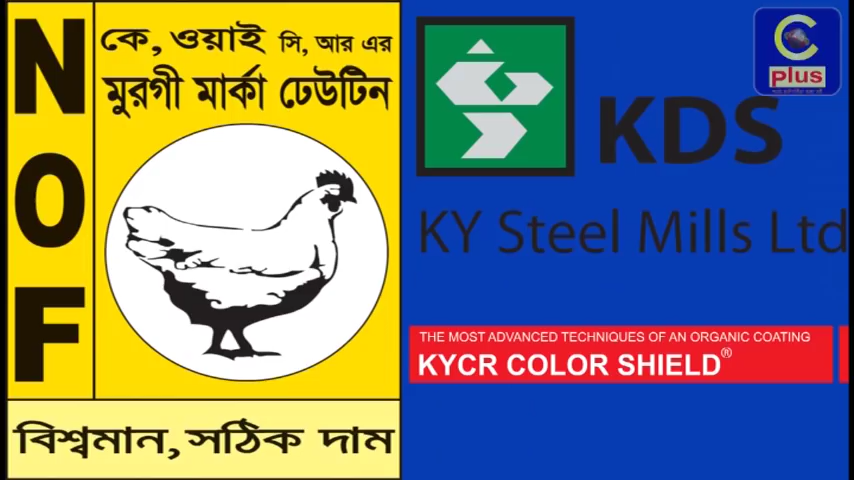 NOF
কে, ওয়াই সি, আর এর
মুরগী মার্কা ঢেউটিন
বিশ্বমান, সঠিক দাম
C
plus
KDS
KY Steel Mills Ltd
THE MOST ADVANCED TECHNIQUES OF AN ORGANIC COATING
KYCR COLOR SHIELD®